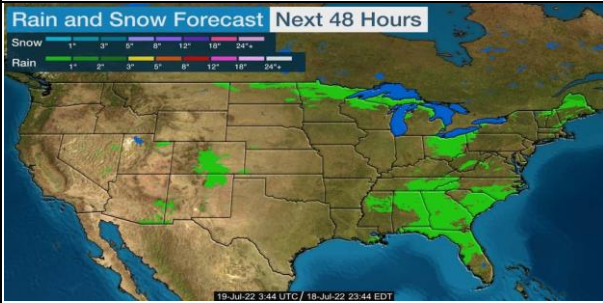 Rain and Snow Forecast Next 48 Hours
Snow 1" 3" 5" 8" 12" 18" 24"+
Rain 1" 2" 3" 5" 8" 12" 18" 24"+
19-Jul-22 3:44 UTC / 18-Jul-22 23:44 EDT